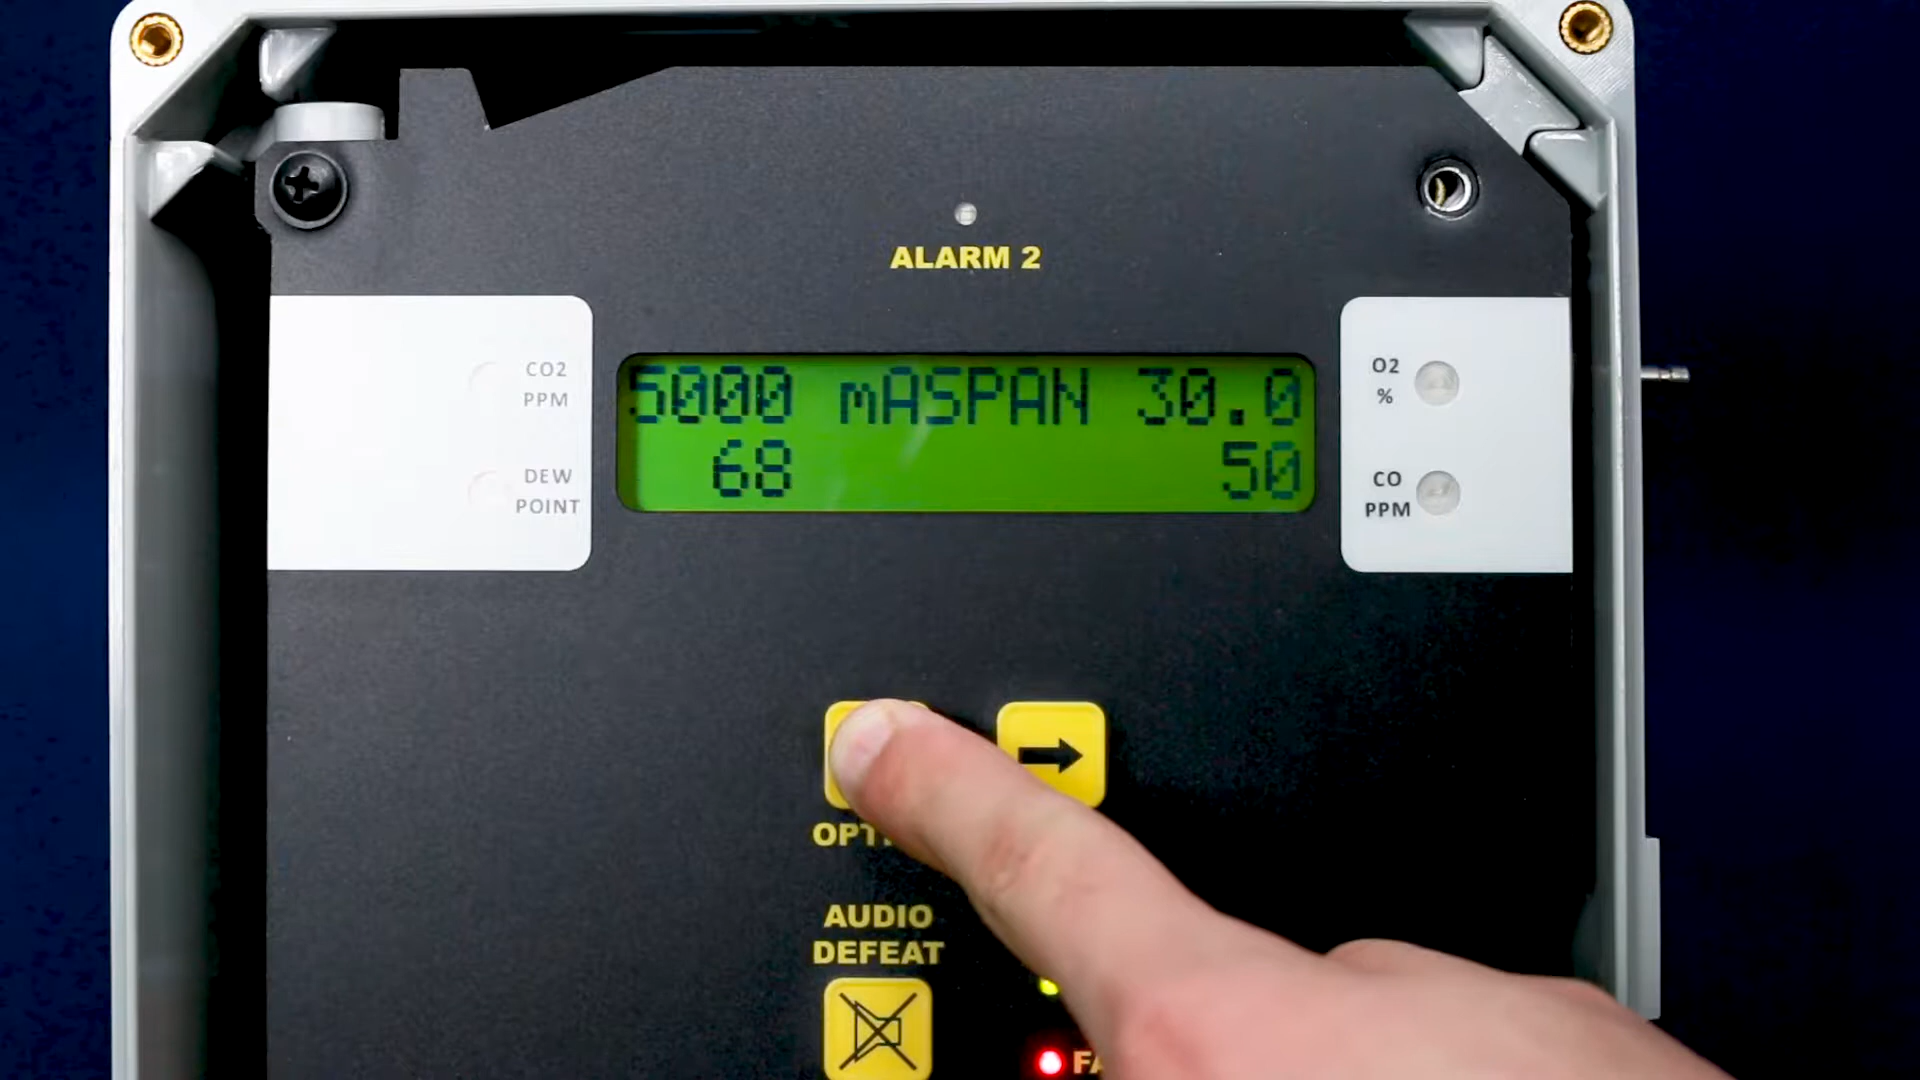 ALARM 2
CO2
PPM
DEW
POINT
5000 mASPAN 30.0
68 50
O2
%
CO
PPM
AUDIO
DEFEAT